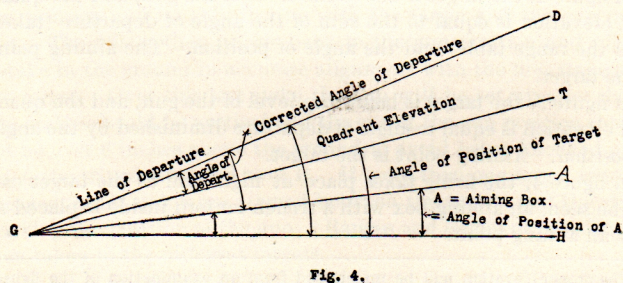 D
Corrected Angle of Departure
T
Quadrant Elevation
Line of Departure
Angle of
Depart.
Angle of Position of Target
A
A = Aiming Box.
= Angle of Position of A
G
H
Fig. 4.